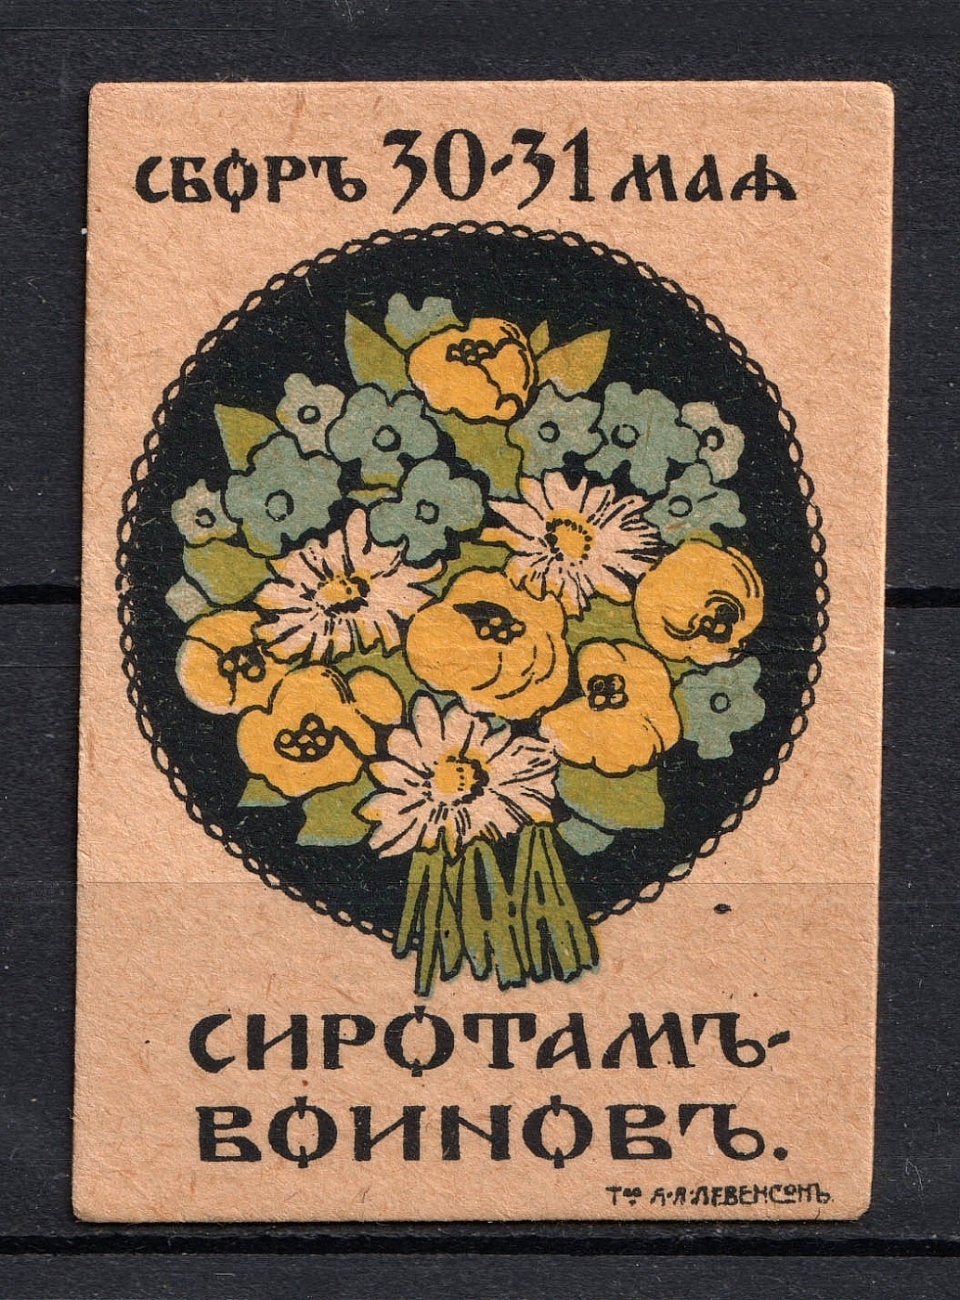 СБОРЪ 30-31 МАЯ
СИРОТАМЪ-
ВОИНОВЪ.
Т-во А·А·ЛЕВЕНСОНЪ.